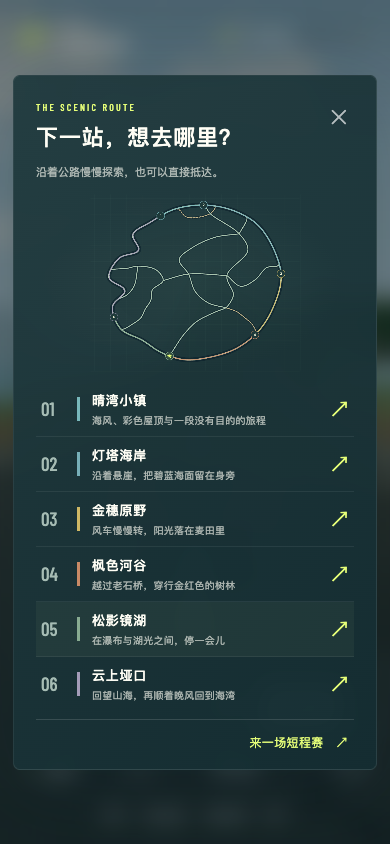 THE SCENIC ROUTE
下一站，想去哪里？
沿着公路慢慢探索，也可以直接抵达。
01
晴湾小镇
海风、彩色屋顶与一段没有目的的旅程
02
灯塔海岸
沿着悬崖，把碧蓝海面留在身旁
03
金穗原野
风车慢慢转，阳光落在麦田里
04
枫色河谷
越过老石桥，穿行金红色的树林
05
松影镜湖
在瀑布与湖光之间，停一会儿
06
云上垭口
回望山海，再顺着晚风回到海湾
来一场短程赛